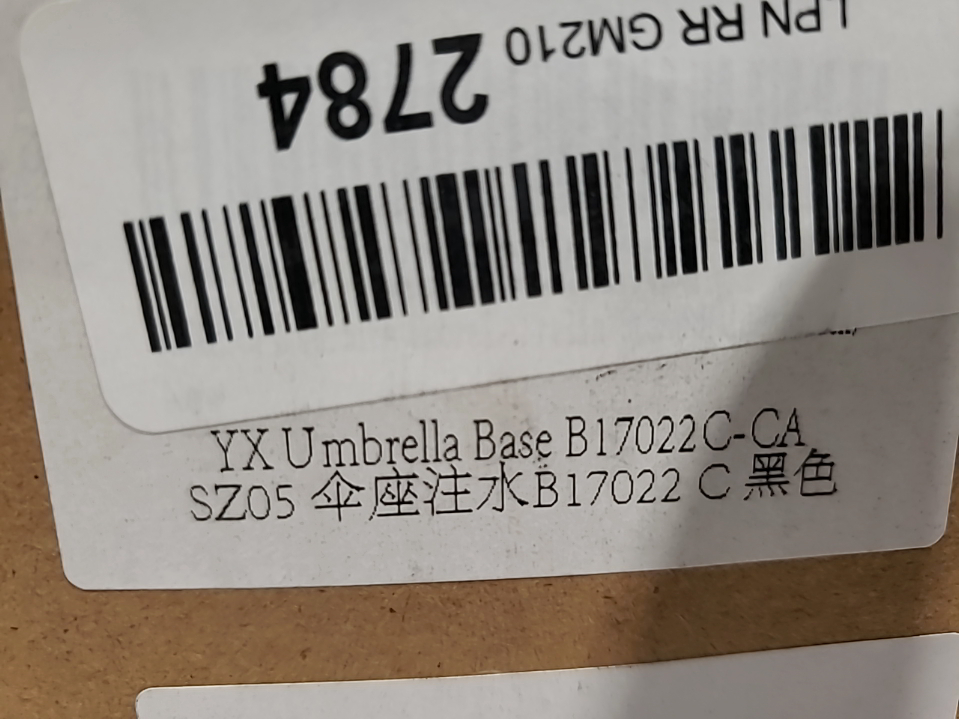 LPN RR GM210 2784
YX Umbrella Base B17022C-CA
SZ05 伞座注水B17022 C 黑色